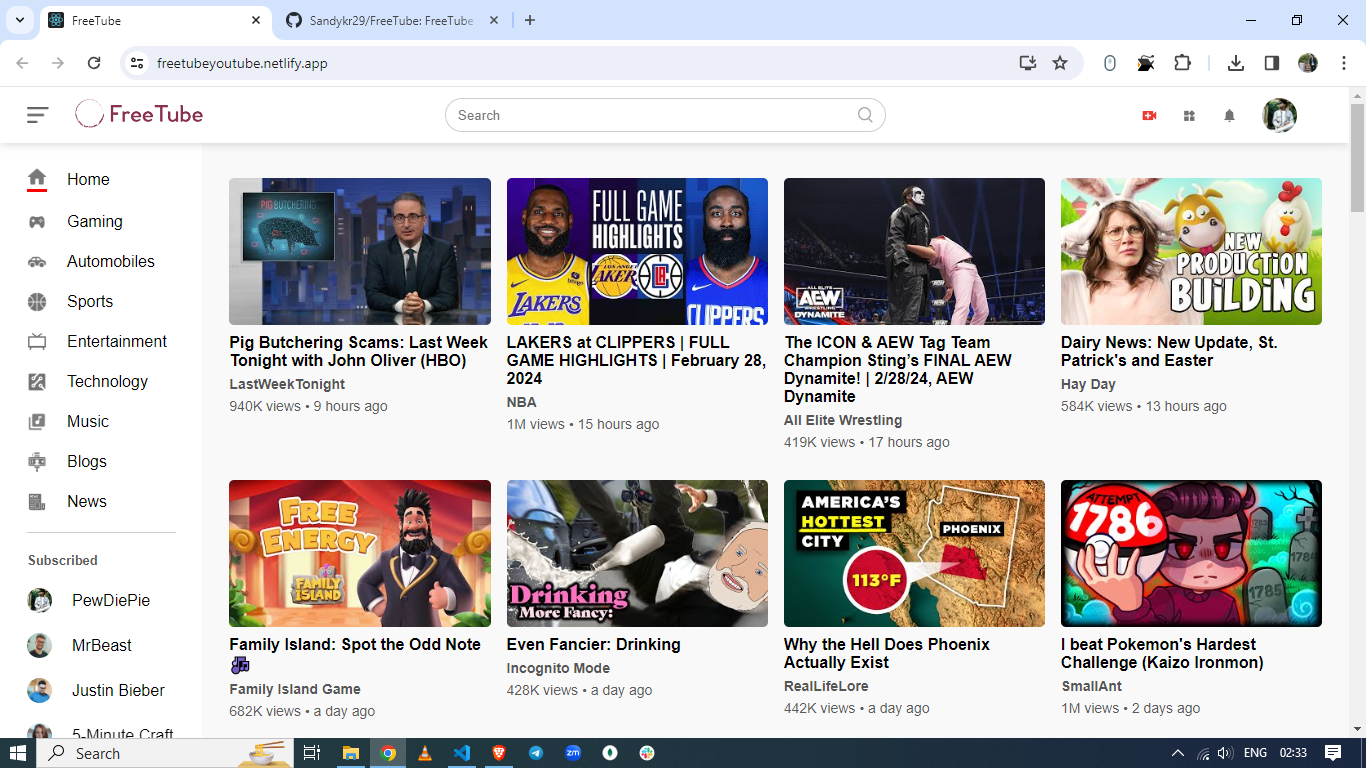 FreeTube
Sandykr29/FreeTube: FreeTube
freetubeyoutube.netlify.app
FreeTube
Search
Home
Gaming
Automobiles
Sports
Entertainment
Technology
Music
Blogs
News
Subscribed
PewDiePie
MrBeast
Justin Bieber
5-Minute Craft
PIG BUTCHERING
Pig Butchering Scams: Last Week
Tonight with John Oliver (HBO)
LastWeekTonight
940K views • 9 hours ago
FULL GAME
HIGHLIGHTS
LOS ANGELES
LAKERS
LAKERS
CLIPPERS
LAKERS at CLIPPERS | FULL
GAME HIGHLIGHTS | February 28,
2024
NBA
1M views • 15 hours ago
ALL ELITE
AEW
WRESTLING
DYNAMITE
The ICON & AEW Tag Team
Champion Sting’s FINAL AEW
Dynamite! | 2/28/24, AEW
Dynamite
All Elite Wrestling
419K views • 17 hours ago
NEW
PRODUCTION
BUILDING
Dairy News: New Update, St.
Patrick's and Easter
Hay Day
584K views • 13 hours ago
FREE
ENERGY
FAMILY
ISLAND
Family Island: Spot the Odd Note
Family Island Game
682K views • a day ago
Drinking
More Fancy:
Even Fancier: Drinking
Incognito Mode
428K views • a day ago
AMERICA'S
HOTTEST
CITY
PHOENIX
113°F
Why the Hell Does Phoenix
Actually Exist
RealLifeLore
442K views • a day ago
ATTEMPT
1786
1783
1784
1785
I beat Pokemon's Hardest
Challenge (Kaizo Ironmon)
SmallAnt
1M views • 2 days ago
Search
zm
ENG
02:33